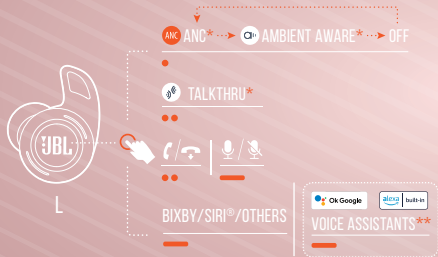 ANC ANC* AMBIENT AWARE* OFF
TALKTHRU*
JBL
L
BIXBY/SIRI®/OTHERS
Ok Google
alexa built-in
VOICE ASSISTANTS**